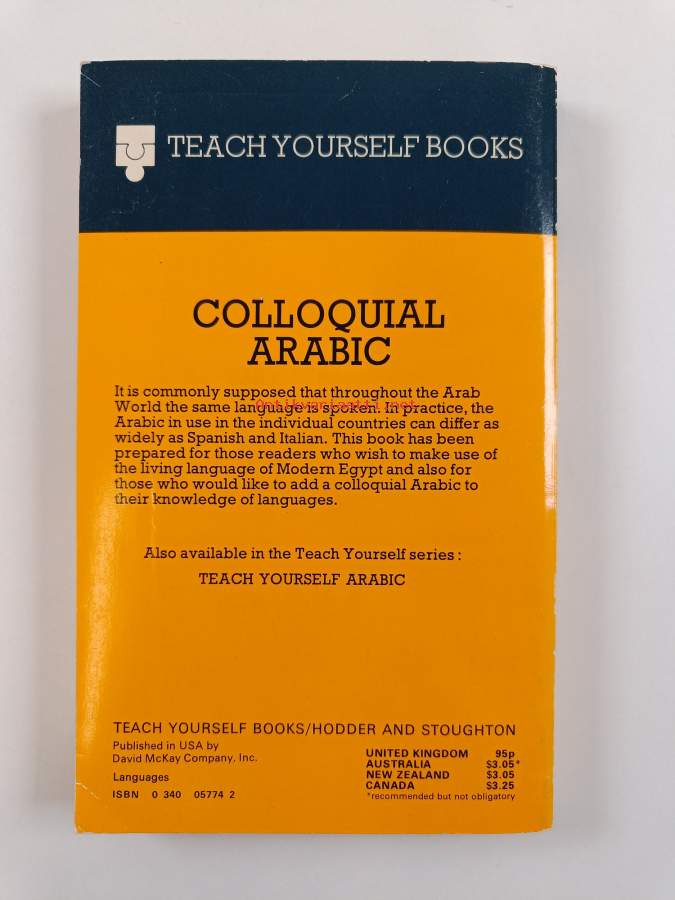 TEACH YOURSELF BOOKS
COLLOQUIAL
ARABIC
It is commonly supposed that throughout the Arab
World the same language is spoken. In practice, the
Arabic in use in the individual countries can differ as
widely as Spanish and Italian. This book has been
prepared for those readers who wish to make use of
the living language of Modern Egypt and also for
those who would like to add a colloquial Arabic to
their knowledge of languages.
Antikvariaatti.net
Also available in the Teach Yourself series :
TEACH YOURSELF ARABIC
TEACH YOURSELF BOOKS/HODDER AND STOUGHTON
Published in USA by
David McKay Company, Inc.
Languages
ISBN 0 340 05774 2
UNITED KINGDOM 95p
AUSTRALIA $3.05*
NEW ZEALAND $3.05
CANADA $3.25
*recommended but not obligatory